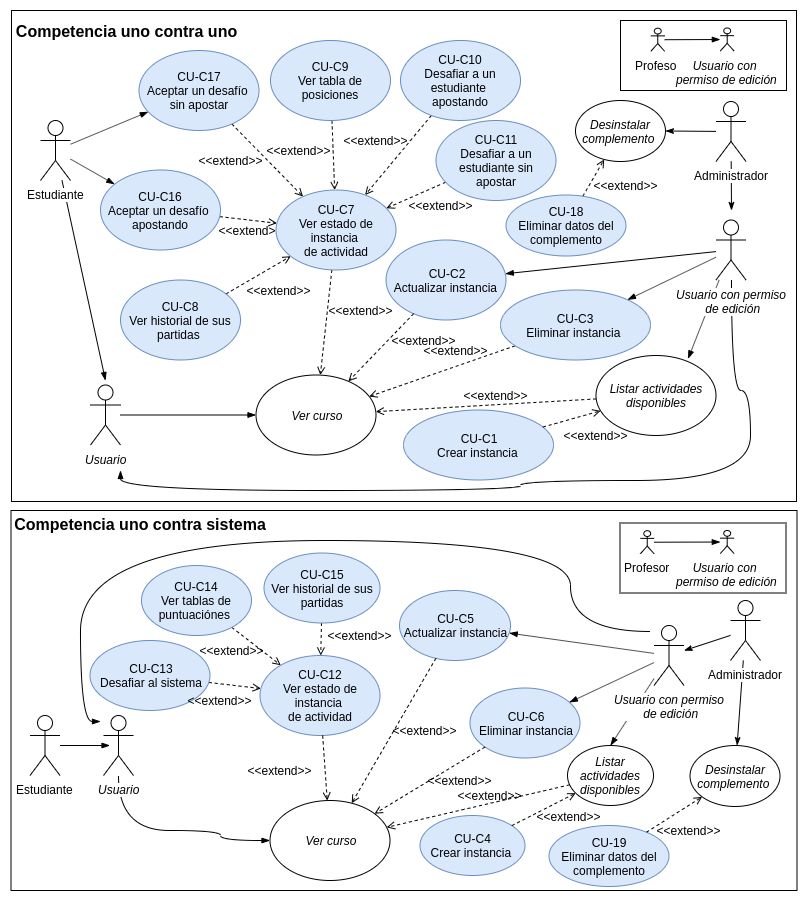 Competencia uno contra uno
Profeso
Usuario con
permiso de edición
CU-C17
Aceptar un desafío
sin apostar
CU-C9
Ver tabla de
posiciones
CU-C10
Desafiar a un
estudiante
apostando
Desinstalar
complemento
Administrador
Estudiante
<<extend>>
<<extend>>
<<extend>>
CU-C11
Desafiar a un
estudiante sin
apostar
<<extend>>
<<extend>>
CU-C16
Aceptar un desafío
apostando
<<extend>
CU-C7
Ver estado de
instancia
de actividad
CU-18
Eliminar datos del
complemento
CU-C2
Actualizar instancia
Usuario con permiso
de edición
CU-C8
Ver historial de sus
partidas
<<extend>>
<<extend>>
CU-C3
Eliminar instancia
<<extend>>
<<extend>>
Listar actividades
disponibles
<<extend>>
Ver curso
CU-C1
Crear instancia
<<extend>>
Usuario
Competencia uno contra sistema
Profesor
Usuario con
permiso de edición
CU-C14
Ver tablas de
puntuaciónes
CU-C15
Ver historial de sus
partidas
CU-C5
Actualizar instancia
<<extend>>
<<extend>>
CU-C13
Desafiar al sistema
<<extend>>
CU-C12
Ver estado de
instancia
de actividad
Administrador
Usuario con permiso
de edición
CU-C6
Eliminar instancia
<<extend>>
<<extend>>
Estudiante
Usuario
Listar
actividades
disponibles
Desinstalar
complemento
<<extend>>
<<extend>>
<<extend>>
<<extend>>
Ver curso
CU-C4
Crear instancia
CU-19
Eliminar datos del
complemento